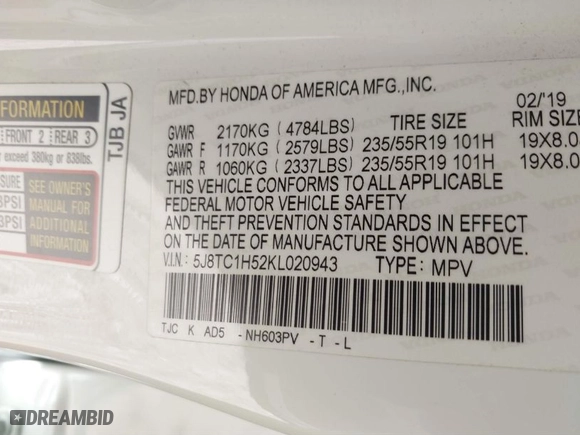 FORMATION
FRONT 2 REAR 3
exceed 380kg or 838lbs.
SURE
PSI
PSI
SEE OWNER'S
MANUAL FOR
ADDITIONAL
INFORMATION
TJB JA
MFD.BY HONDA OF AMERICA MFG.,INC.
02/'19
GVWR 2170KG (4784LBS) TIRE SIZE RIM SIZE
GAWR F 1170KG (2579LBS) 235/55R19 101H 19X8.0
GAWR R 1060KG (2337LBS) 235/55R19 101H 19X8.0
THIS VEHICLE CONFORMS TO ALL APPLICABLE
FEDERAL MOTOR VEHICLE SAFETY
AND THEFT PREVENTION STANDARDS IN EFFECT
ON THE DATE OF MANUFACTURE SHOWN ABOVE.
V.I.N: 5J8TC1H52KL020943 TYPE: MPV
TJC K AD5 - NH603PV - T - L
DREAMBID